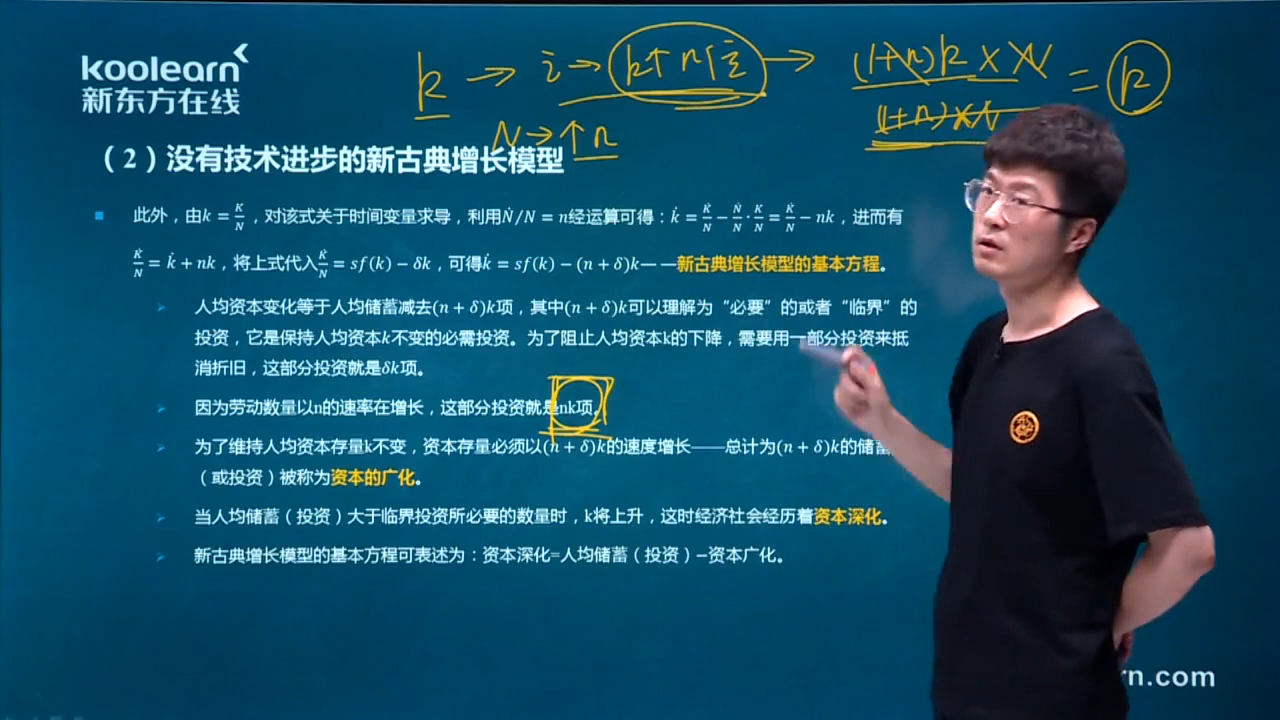 koolearn
新东方在线
k → i → k↑ n↑ → (1+n)k × N = k
N → ↑ n (1+n)×N
（2）没有技术进步的新古典增长模型
此外，由k=K/N，对该式关于时间变量求导，利用Ṅ/N=n经运算可得：k̇=K̇/N−Ṅ/N·K/N=K̇/N−nk，进而有
K̇/N=k̇+nk，将上式代入K̇/N=sf(k)−δk，可得k̇=sf(k)−(n+δ)k——新古典增长模型的基本方程。
人均资本变化等于人均储蓄减去(n+δ)k项，其中(n+δ)k可以理解为“必要”的或者“临界”的
投资，它是保持人均资本k不变的必需投资。为了阻止人均资本k的下降，需要用一部分投资来抵
消折旧，这部分投资就是δk项。
因为劳动数量以n的速率在增长，这部分投资就是nk项。
为了维持人均资本存量k不变，资本存量必须以(n+δ)k的速度增长——总计为(n+δ)k的储蓄
（或投资）被称为资本的广化。
当人均储蓄（投资）大于临界投资所必要的数量时，k将上升，这时经济社会经历着资本深化。
新古典增长模型的基本方程可表述为：资本深化=人均储蓄（投资）−资本广化。
rn.com